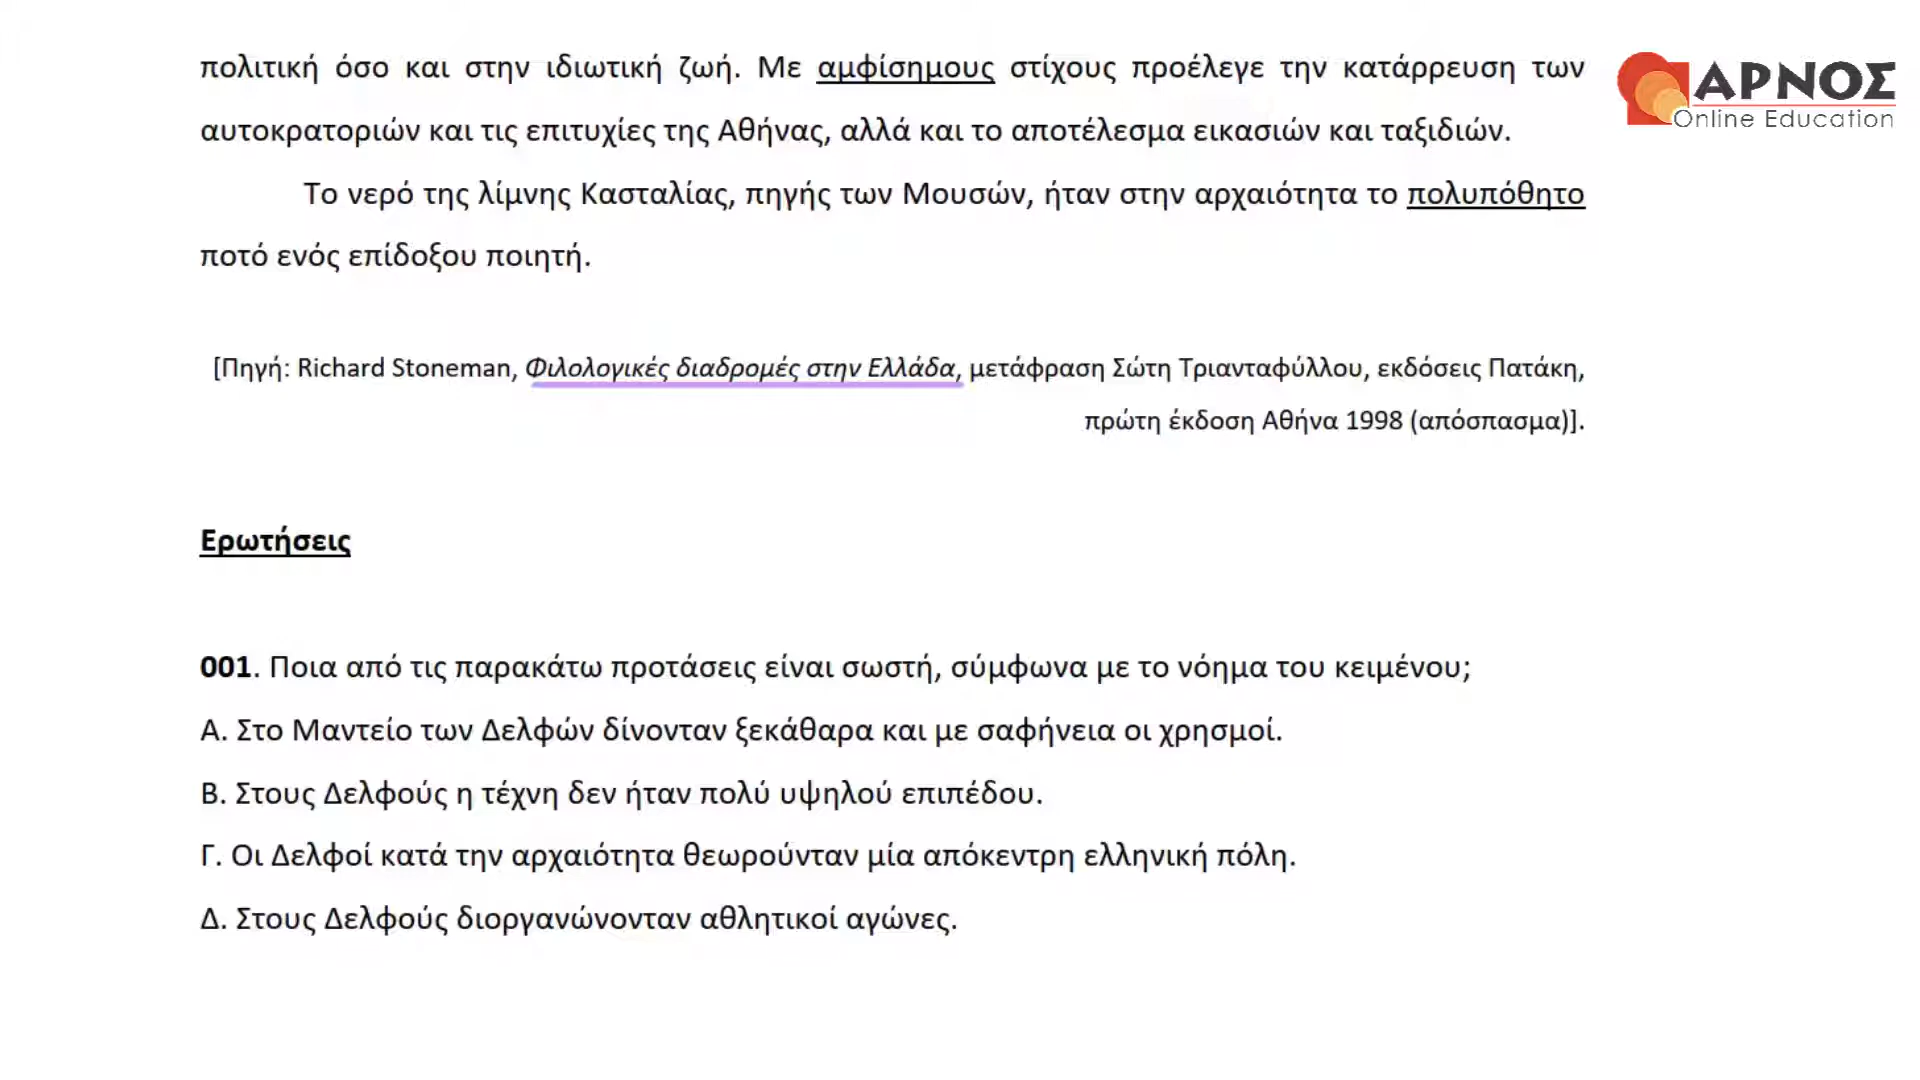 πολιτική όσο και στην ιδιωτική ζωή. Με αμφίσημους στίχους προέλεγε την κατάρρευση των
αυτοκρατοριών και τις επιτυχίες της Αθήνας, αλλά και το αποτέλεσμα εικασιών και ταξιδιών.
Το νερό της λίμνης Κασταλίας, πηγής των Μουσών, ήταν στην αρχαιότητα το πολυπόθητο
ποτό ενός επίδοξου ποιητή.
[Πηγή: Richard Stoneman, Φιλολογικές διαδρομές στην Ελλάδα, μετάφραση Σώτη Τριανταφύλλου, εκδόσεις Πατάκη,
πρώτη έκδοση Αθήνα 1998 (απόσπασμα)].
Ερωτήσεις
001. Ποια από τις παρακάτω προτάσεις είναι σωστή, σύμφωνα με το νόημα του κειμένου;
Α. Στο Μαντείο των Δελφών δίνονταν ξεκάθαρα και με σαφήνεια οι χρησμοί.
Β. Στους Δελφούς η τέχνη δεν ήταν πολύ υψηλού επιπέδου.
Γ. Οι Δελφοί κατά την αρχαιότητα θεωρούνταν μία απόκεντρη ελληνική πόλη.
Δ. Στους Δελφούς διοργανώνονταν αθλητικοί αγώνες.
ΑΡΝΟΣ
Online Education